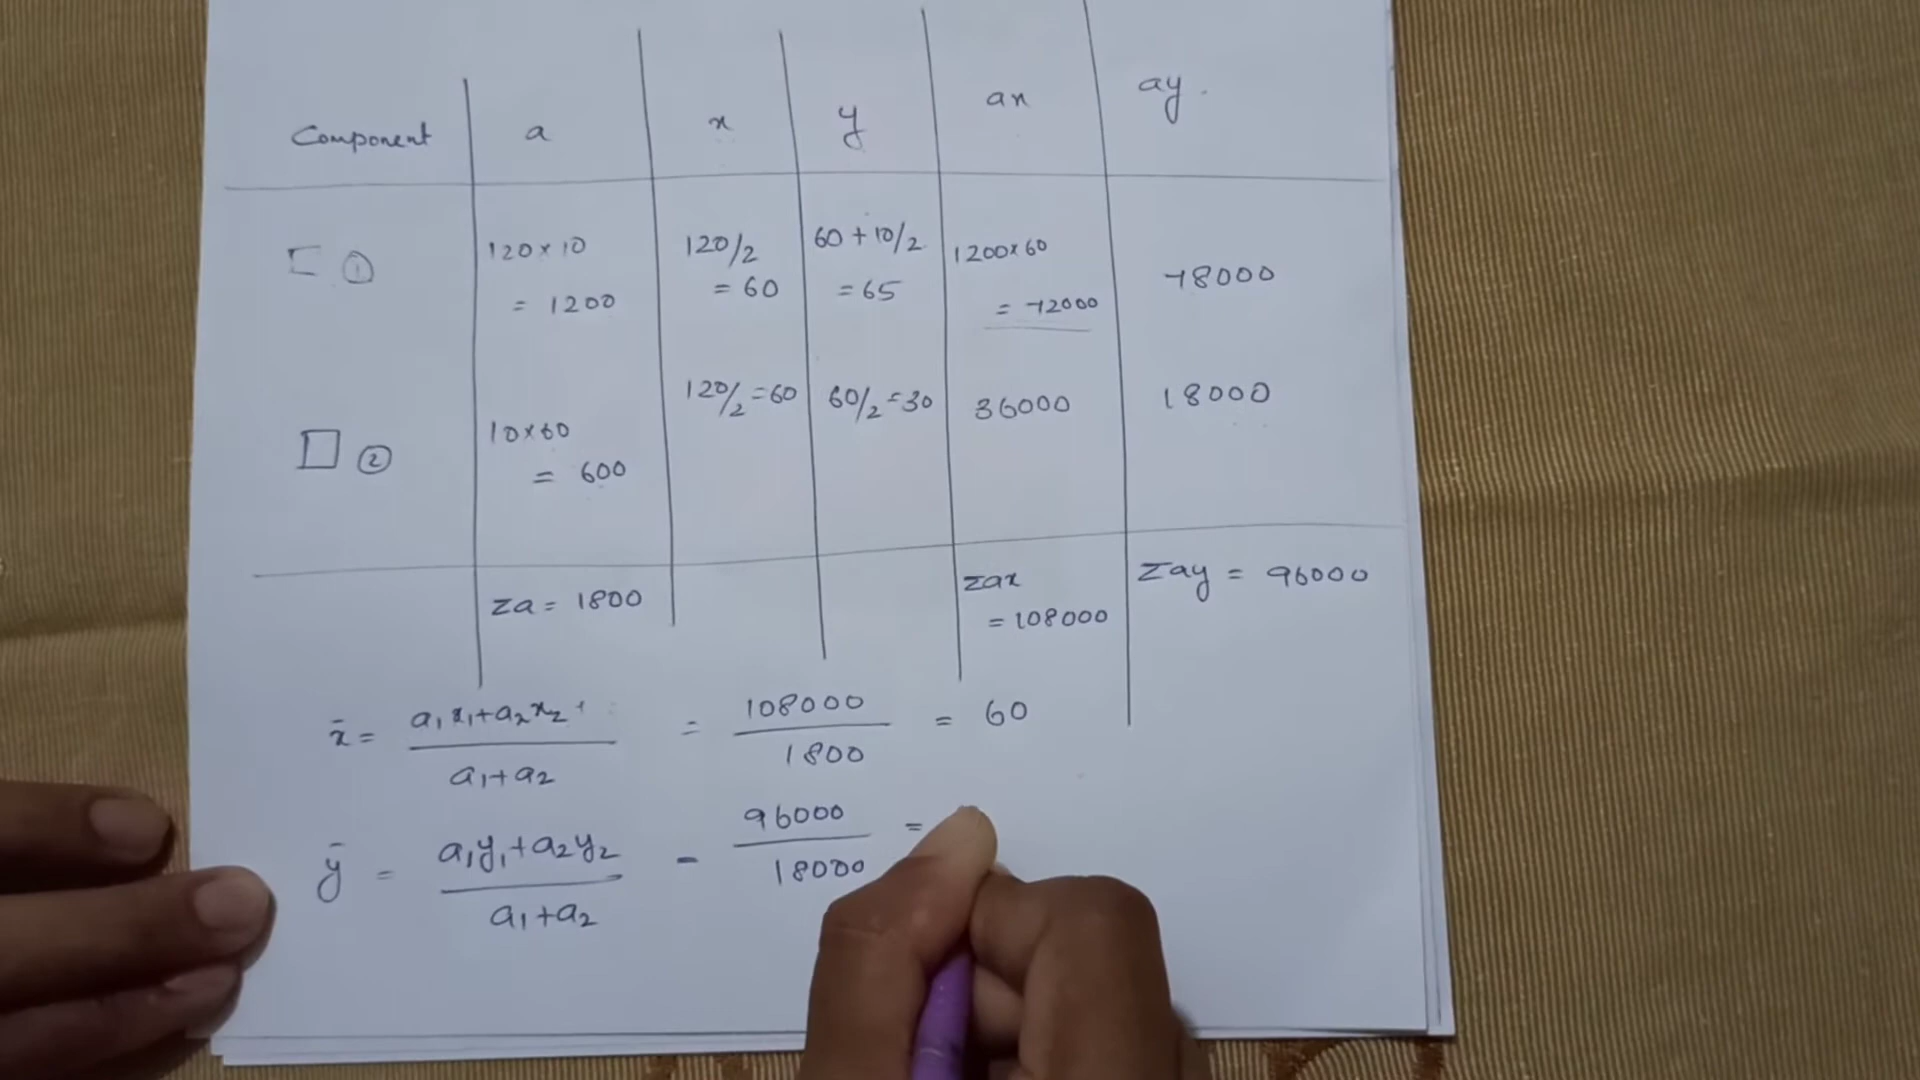 Component a x y ax ay.
① 120×10 120/2 60+10/2 1200×60 78000
= 1200 = 60 = 65 = 72000
② 10×60 120/2=60 60/2=30 36000 18000
= 600
Σa = 1800 Σax Σay = 96000
= 108000
x̄ = a₁x₁+a₂x₂+ / a₁+a₂ = 108000 / 1800 = 60
ȳ = a₁y₁+a₂y₂ / a₁+a₂ - 96000 / 18000 =